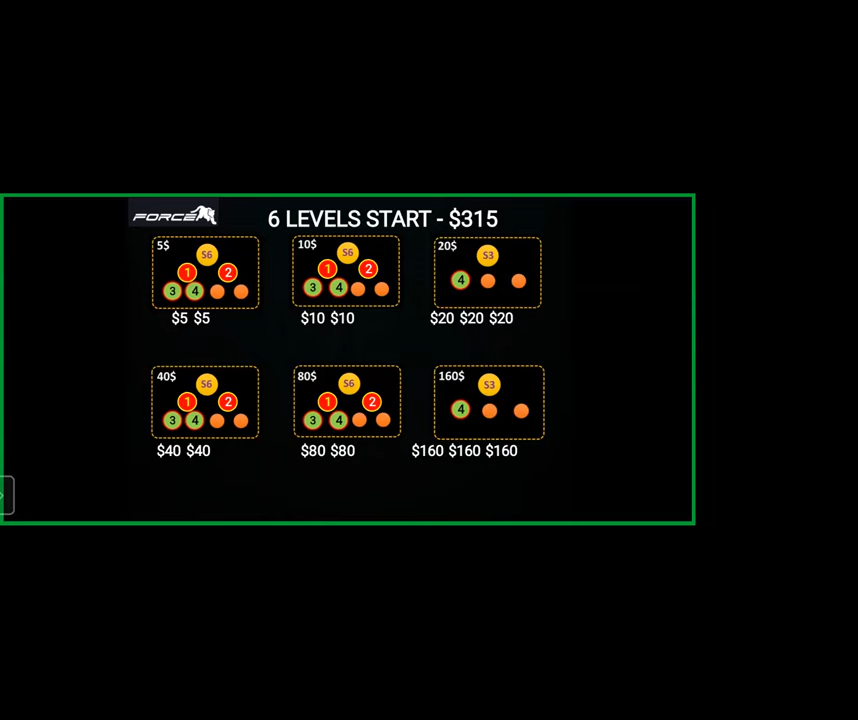 FORCE
6 LEVELS START - $315
5$
S6
1 2
3 4
$5 $5
10$
S6
1 2
3 4
$10 $10
20$
S3
4
$20 $20 $20
40$
S6
1 2
3 4
$40 $40
80$
S6
1 2
3 4
$80 $80
160$
S3
4
$160 $160 $160